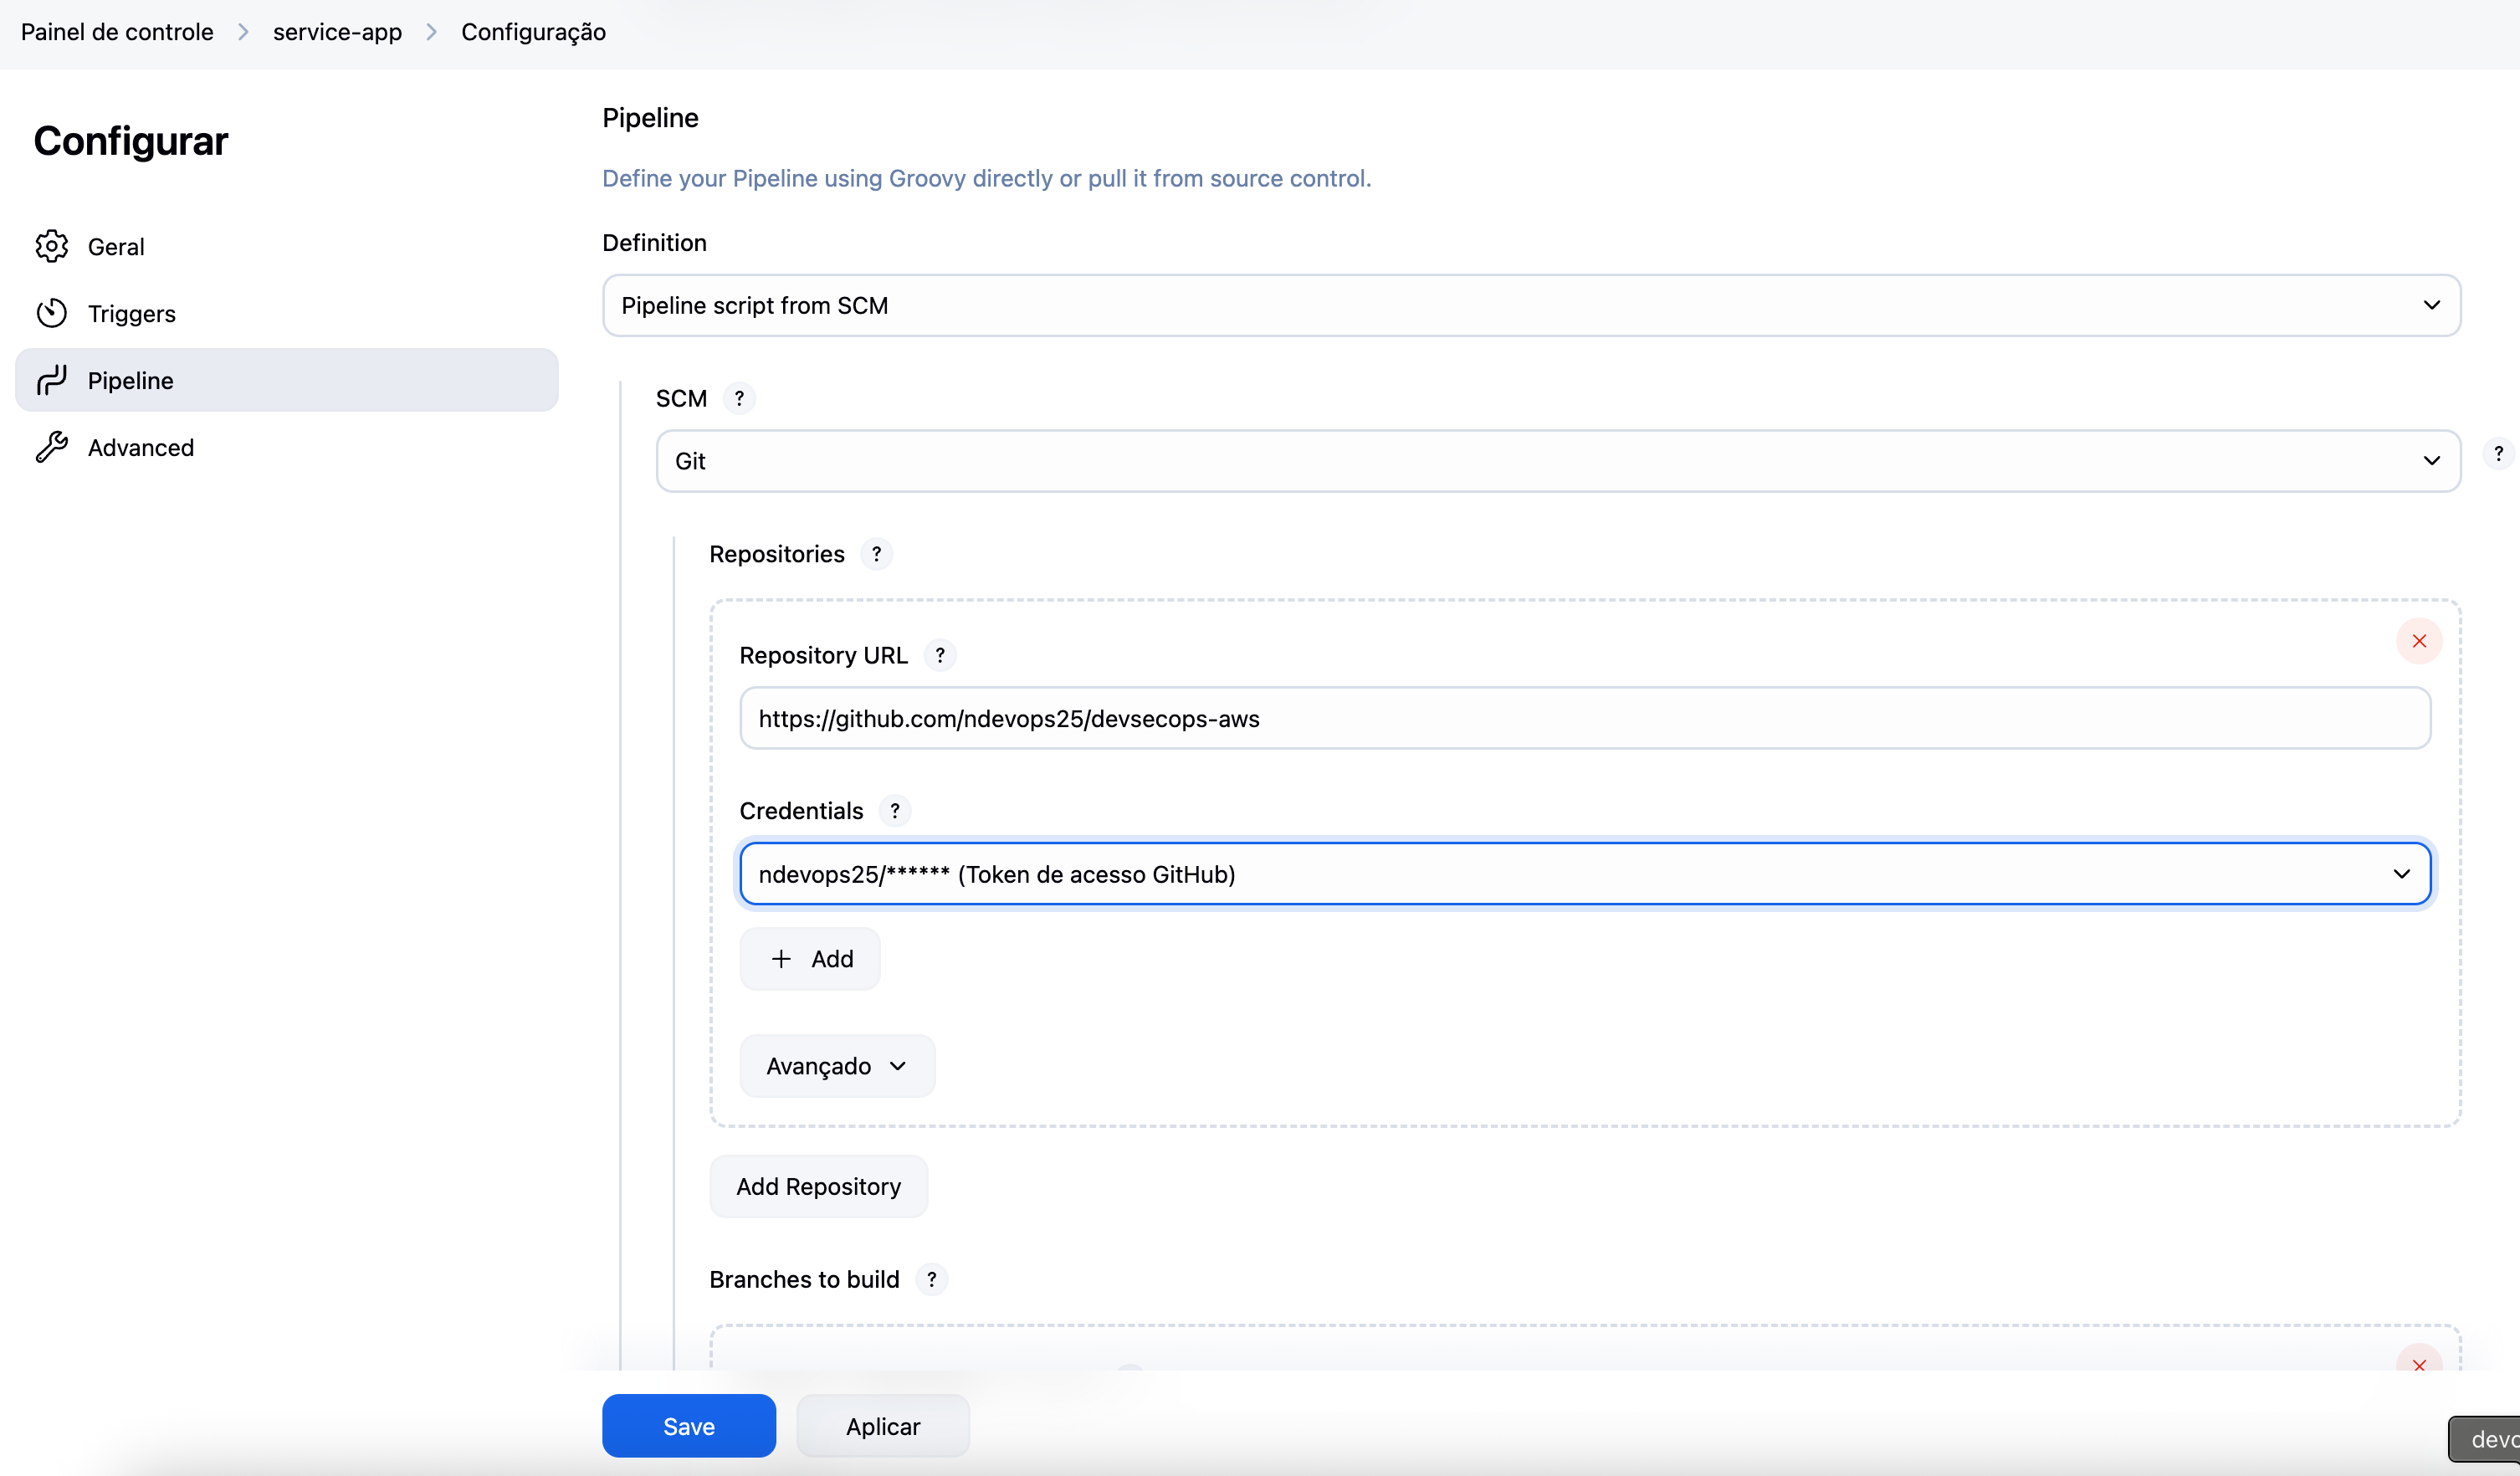 Painel de controle > service-app > Configuração
Configurar
Geral
Triggers
Pipeline
Advanced
Pipeline
Define your Pipeline using Groovy directly or pull it from source control.
Definition
Pipeline script from SCM
SCM ?
Git
?
Repositories ?
Repository URL ?
https://github.com/ndevops25/devsecops-aws
Credentials ?
ndevops25/****** (Token de acesso GitHub)
+ Add
Avançado
Add Repository
Branches to build ?
Save
Aplicar